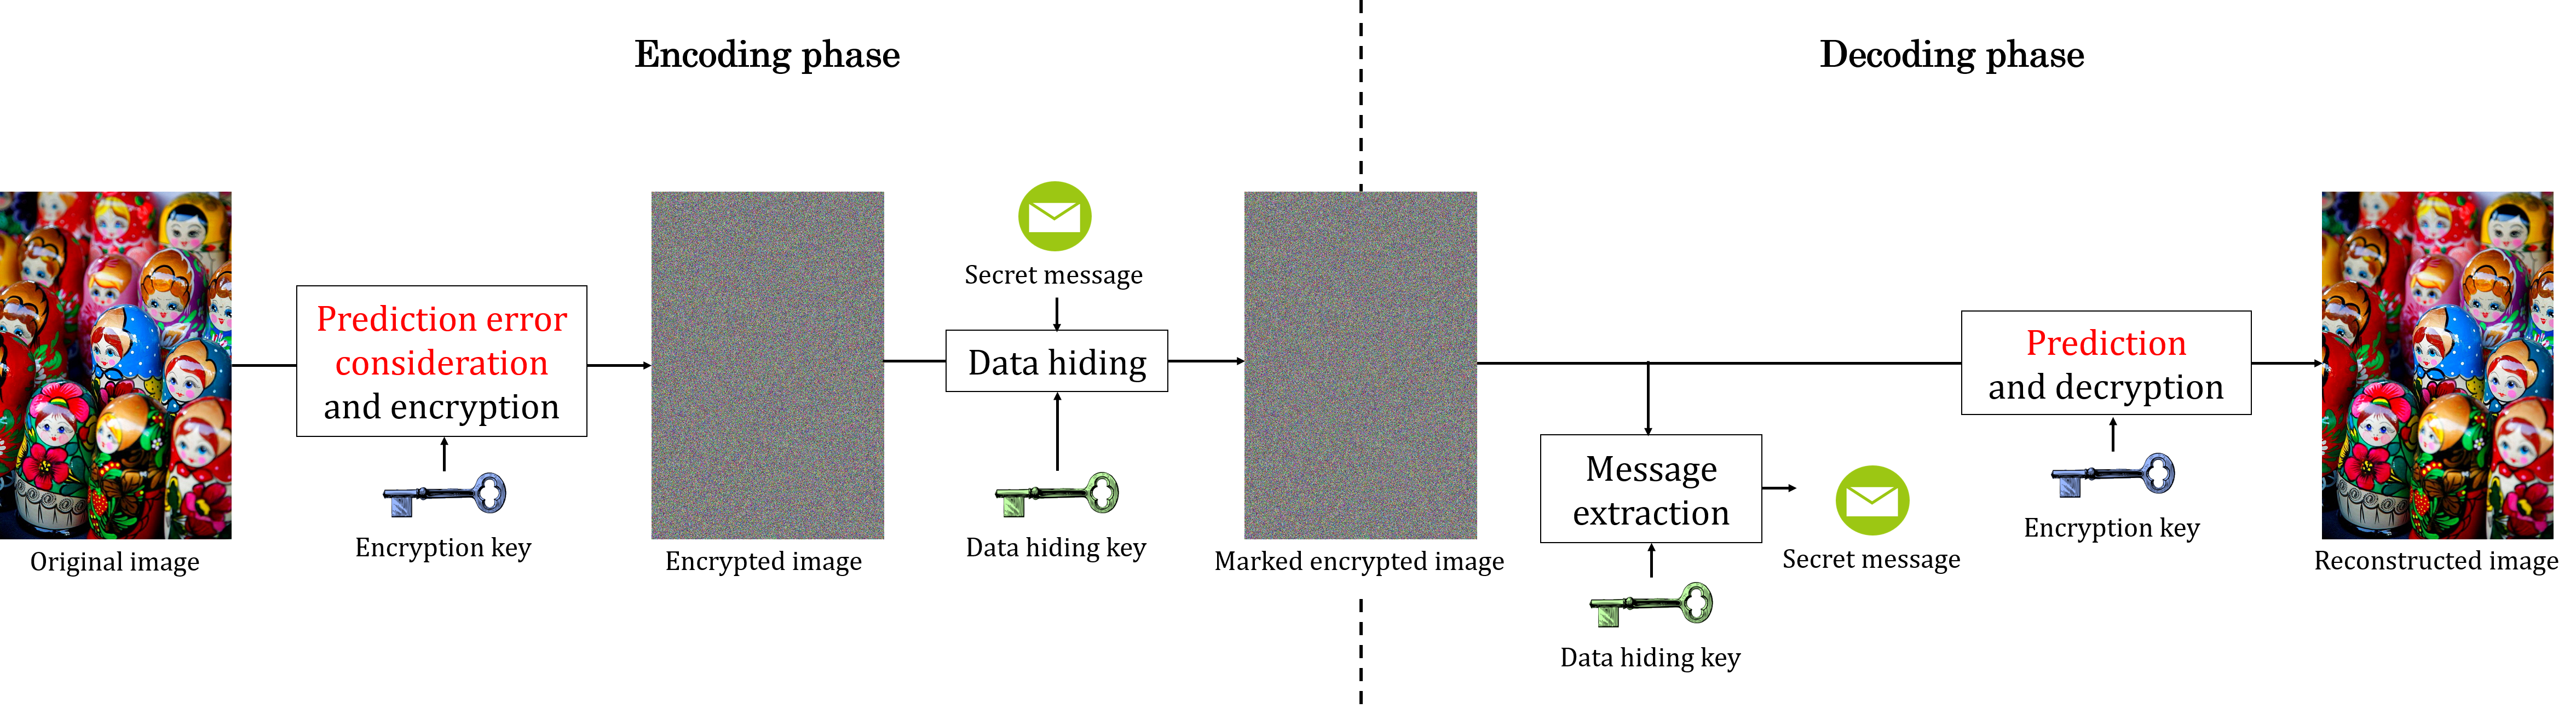 Encoding phase
Decoding phase
Original image
Prediction error
consideration
and encryption
Encryption key
Encrypted image
Secret message
Data hiding
Data hiding key
Marked encrypted image
Message
extraction
Data hiding key
Secret message
Prediction
and decryption
Encryption key
Reconstructed image